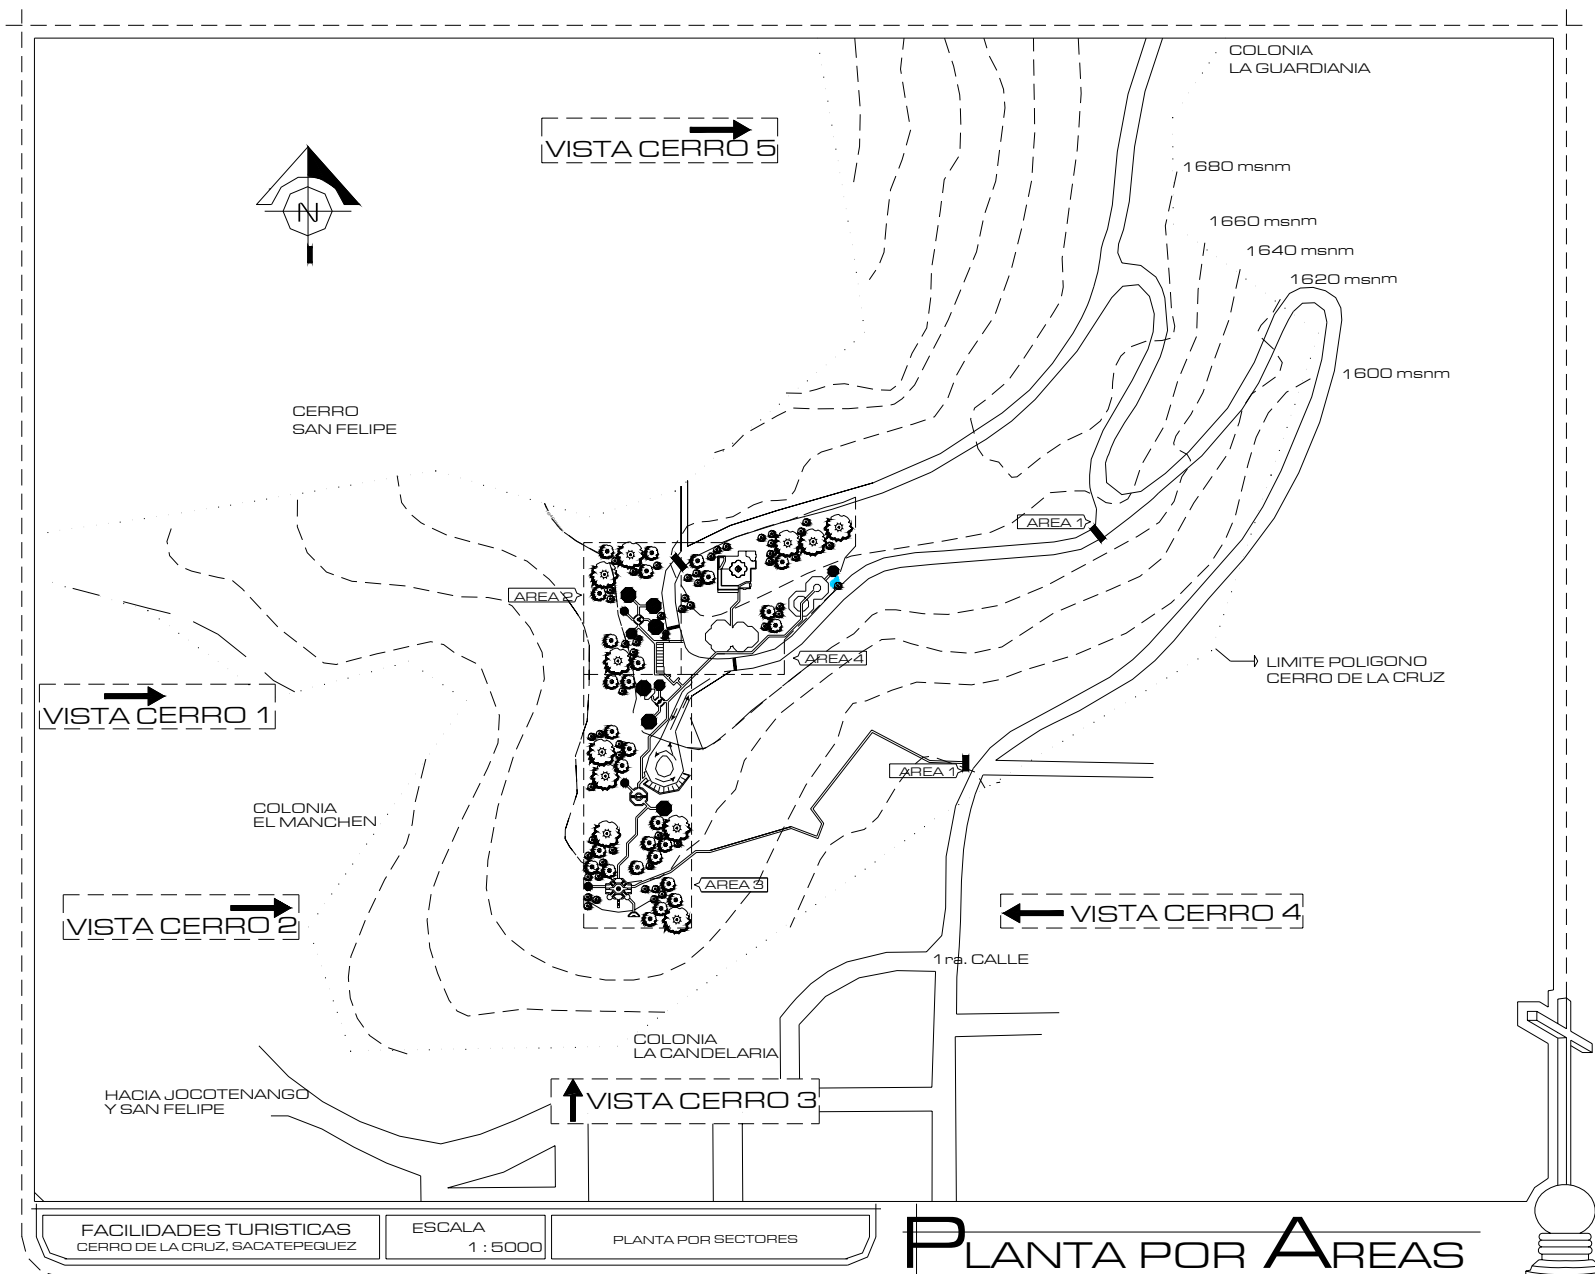 COLONIA
LA GUARDIANIA
VISTA CERRO 5
1680 msnm
1660 msnm
1640 msnm
1620 msnm
N
1600 msnm
CERRO
SAN FELIPE
AREA 1
AREA 2
AREA 4
LIMITE POLIGONO
CERRO DE LA CRUZ
VISTA CERRO 1
AREA 1
COLONIA
EL MANCHEN
AREA 3
VISTA CERRO 2
VISTA CERRO 4
1ra. CALLE
COLONIA
LA CANDELARIA
HACIA JOCOTENANGO
Y SAN FELIPE
VISTA CERRO 3
FACILIDADES TURISTICAS
CERRO DE LA CRUZ, SACATEPEQUEZ
ESCALA
1 : 5000
PLANTA POR SECTORES
PLANTA POR AREAS